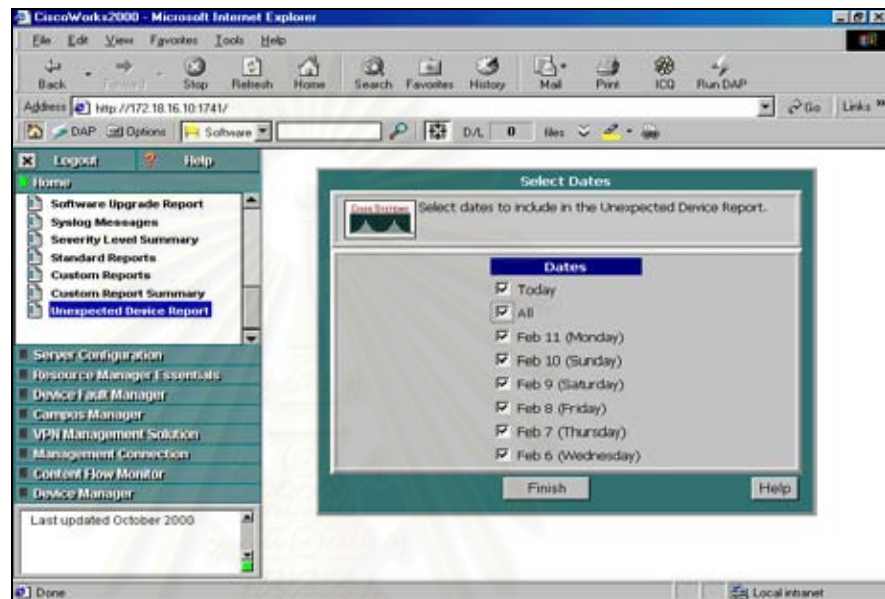 CiscoWorks2000 - Microsoft Internet Explorer
File Edit View Favorites Tools Help
Back Forward Stop Refresh Home Search Favorites History Mail Print ICQ Run DAP
Address http://172.18.16.10:1741/ Go Links »
DAP Options Software D/L 0 files
Logout ? Help
Home
Software Upgrade Report
Syslog Messages
Severity Level Summary
Standard Reports
Custom Reports
Custom Report Summary
Unexpected Device Report
Server Configuration
Resource Manager Essentials
Device Fault Manager
Campus Manager
VPN Management Solution
Management Connection
Content Flow Monitor
Device Manager
Last updated October 2000
Select Dates
Cisco Systems
Select dates to include in the Unexpected Device Report.
Dates
Today
All
Feb 11 (Monday)
Feb 10 (Sunday)
Feb 9 (Saturday)
Feb 8 (Friday)
Feb 7 (Thursday)
Feb 6 (Wednesday)
Finish Help
Done Local intranet